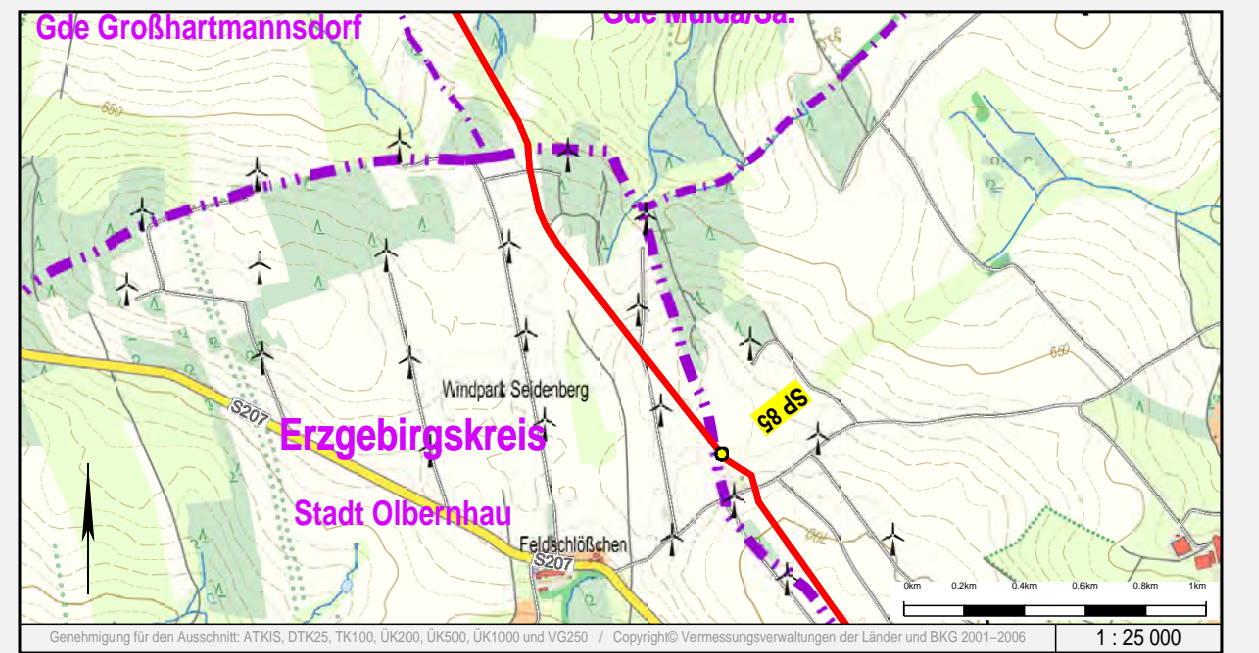 Gde Großhartmannsdorf
Gde Mulda/Sa.
650
650
Windpark Seidenberg
SP 85
S207
Erzgebirgskreis
Stadt Olbernhau
Feldschlößchen
S207
700
0km 0.2km 0.4km 0.6km 0.8km 1km
Genehmigung für den Ausschnitt: ATKIS, DTK25, TK100, ÜK200, ÜK500, ÜK1000 und VG250 / Copyright© Vermessungsverwaltungen der Länder und BKG 2001–2006
1 : 25 000